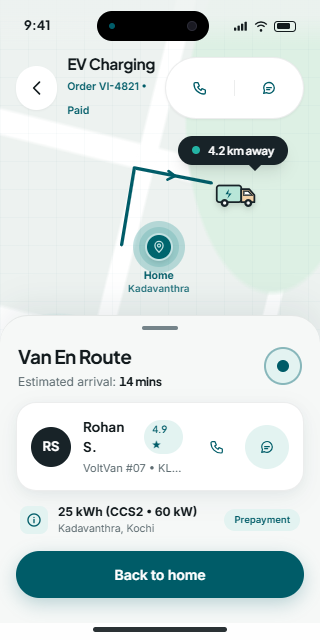 9:41
EV Charging
Order VI-4821 •
Paid
4.2 km away
Home
Kadavanthra
Van En Route
Estimated arrival: 14 mins
RS
Rohan
S.
4.9
★
VoltVan #07 • KL...
25 kWh (CCS2 • 60 kW)
Kadavanthra, Kochi
Prepayment
Back to home